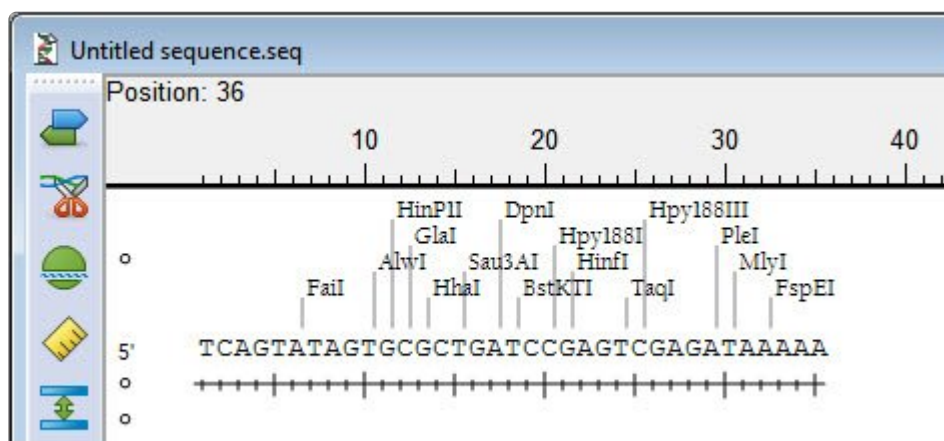 Untitled sequence.seq
Position: 36
10 20 30 40
HinP1I DpnI Hpy188III
GlaI Hpy188I PleI
AlwI Sau3AI HinfI MlyI
FaiI HhaI BstKTI TaqI FspEI
5' TCAGTATAGTGCGCTGATCCGAGTCGAGATAAAAA